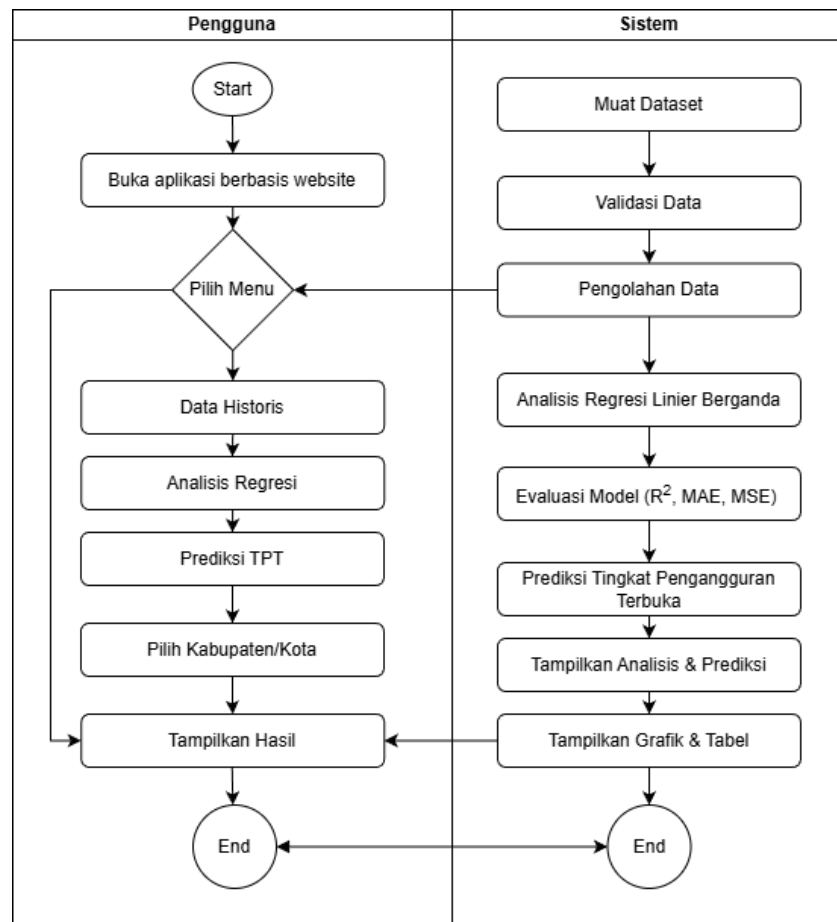 Pengguna
Start
Buka aplikasi berbasis website
Pilih Menu
Data Historis
Analisis Regresi
Prediksi TPT
Pilih Kabupaten/Kota
Tampilkan Hasil
End
Sistem
Muat Dataset
Validasi Data
Pengolahan Data
Analisis Regresi Linier Berganda
Evaluasi Model (R², MAE, MSE)
Prediksi Tingkat Pengangguran
Terbuka
Tampilkan Analisis & Prediksi
Tampilkan Grafik & Tabel
End